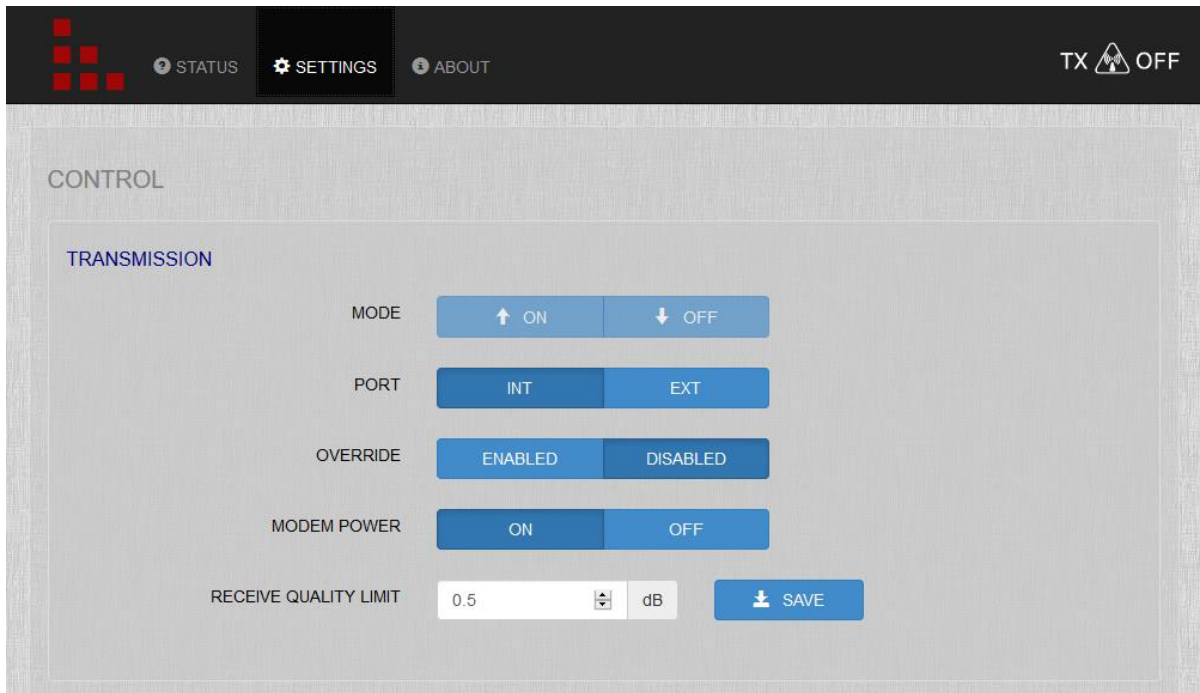 STATUS SETTINGS ABOUT TX OFF
CONTROL
TRANSMISSION
MODE ON OFF
PORT INT EXT
OVERRIDE ENABLED DISABLED
MODEM POWER ON OFF
RECEIVE QUALITY LIMIT 0.5 dB SAVE